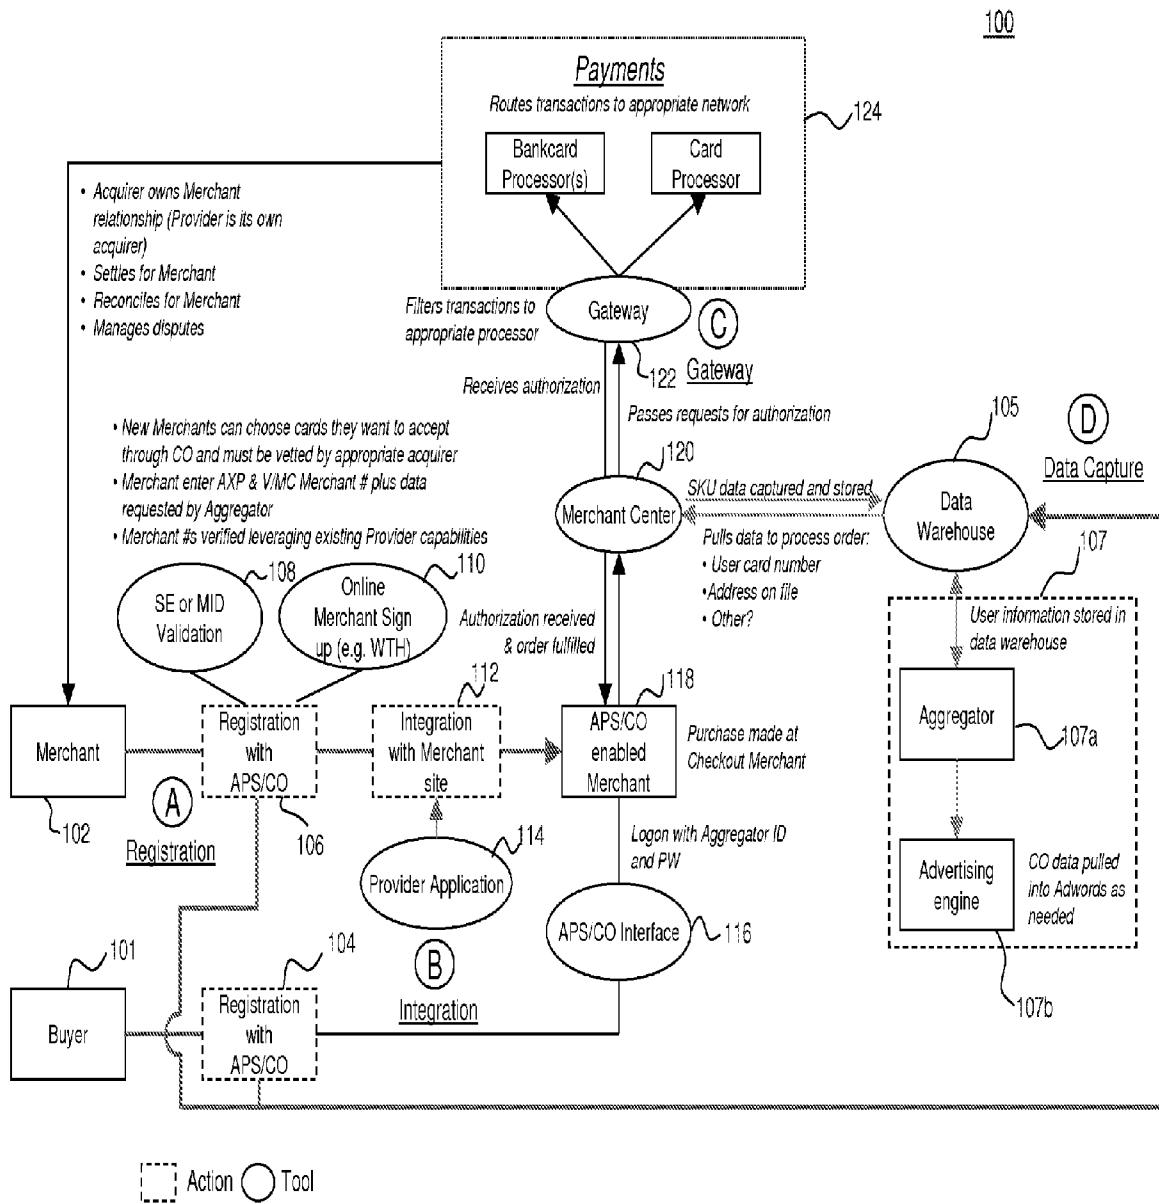 100
Payments
Routes transactions to appropriate network
124
Bankcard
Processor(s)
Card
Processor
• Acquirer owns Merchant
relationship (Provider is its own
acquirer)
• Settles for Merchant
• Reconciles for Merchant
• Manages disputes
Filters transactions to
appropriate processor
Gateway
C
122
Gateway
Receives authorization
Passes requests for authorization
• New Merchants can choose cards they want to accept
through CO and must be vetted by appropriate acquirer
• Merchant enter AXP & V/MC Merchant # plus data
requested by Aggregator
• Merchant #s verified leveraging existing Provider capabilities
120
Merchant Center
SKU data captured and stored
105
D
Data Capture
Data
Warehouse
Pulls data to process order:
• User card number
• Address on file
• Other?
107
108
SE or MID
Validation
110
Online
Merchant Sign
up (e.g. WTH)
Authorization received
& order fulfilled
User information stored in
data warehouse
112
118
Merchant
Registration
with
APS/CO
Integration
with Merchant
site
APS/CO
enabled
Merchant
Purchase made at
Checkout Merchant
Aggregator
107a
102
A
Registration
106
114
Provider Application
Logon with Aggregator ID
and PW
Advertising
engine
CO data pulled
into Adwords as
needed
APS/CO Interface
116
107b
101
104
B
Integration
Buyer
Registration
with
APS/CO
Action
Tool